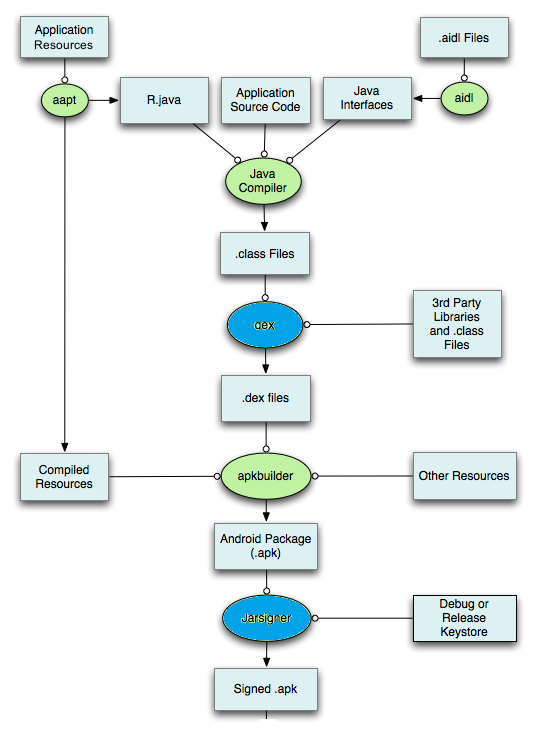 Application
Resources
.aidl Files
aapt
R.java
Application
Source Code
Java
Interfaces
aidl
Java
Compiler
.class Files
dex
3rd Party
Libraries
and .class
Files
.dex files
Compiled
Resources
apkbuilder
Other Resources
Android Package
(.apk)
Jarsigner
Debug or
Release
Keystore
Signed .apk